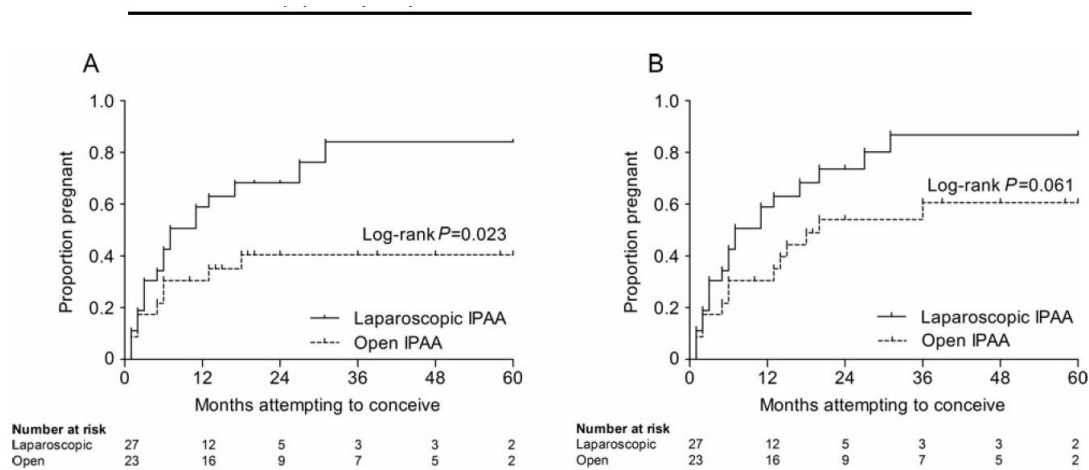 A
1.0
0.8
0.6
0.4
0.2
0
Proportion pregnant
Log-rank P=0.023
Laparoscopic IPAA
Open IPAA
0 12 24 36 48 60
Months attempting to conceive
Number at risk
Laparoscopic 27 12 5 3 3 2
Open 23 16 9 7 5 2
B
1.0
0.8
0.6
0.4
0.2
0
Proportion pregnant
Log-rank P=0.061
Laparoscopic IPAA
Open IPAA
0 12 24 36 48 60
Months attempting to conceive
Number at risk
Laparoscopic 27 12 5 3 3 2
Open 23 16 9 7 5 2